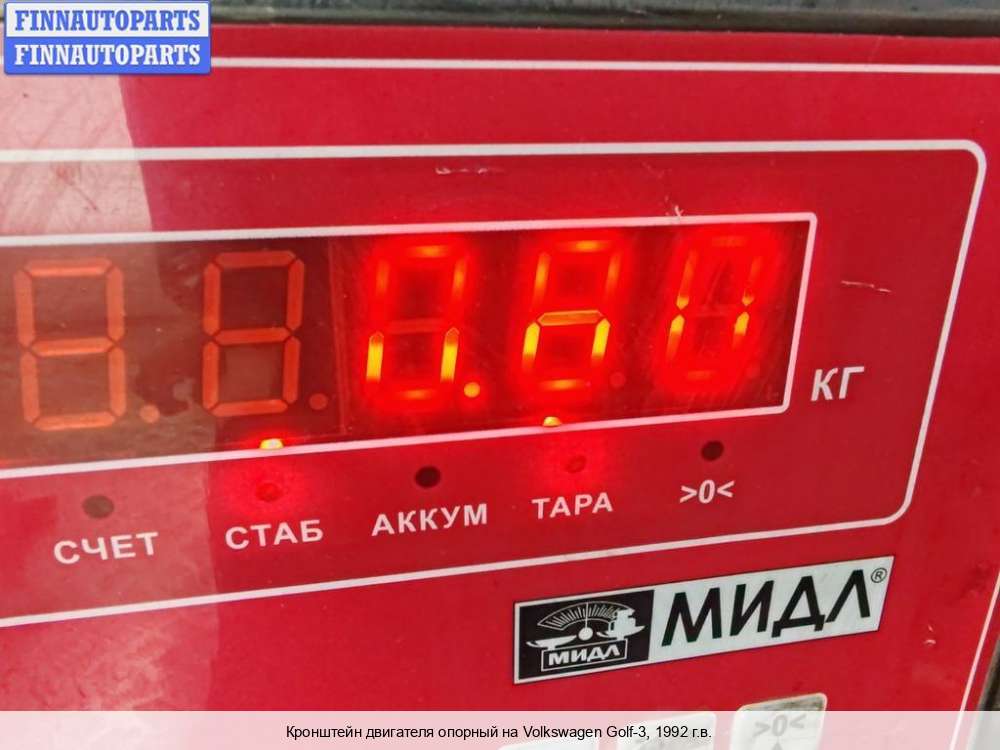 FINNAUTOPARTS
FINNAUTOPARTS
КГ
СЧЕТ СТАБ АККУМ ТАРА >0<
МИДЛ®
МИДЛ
>0<
Кронштейн двигателя опорный на Volkswagen Golf-3, 1992 г.в.